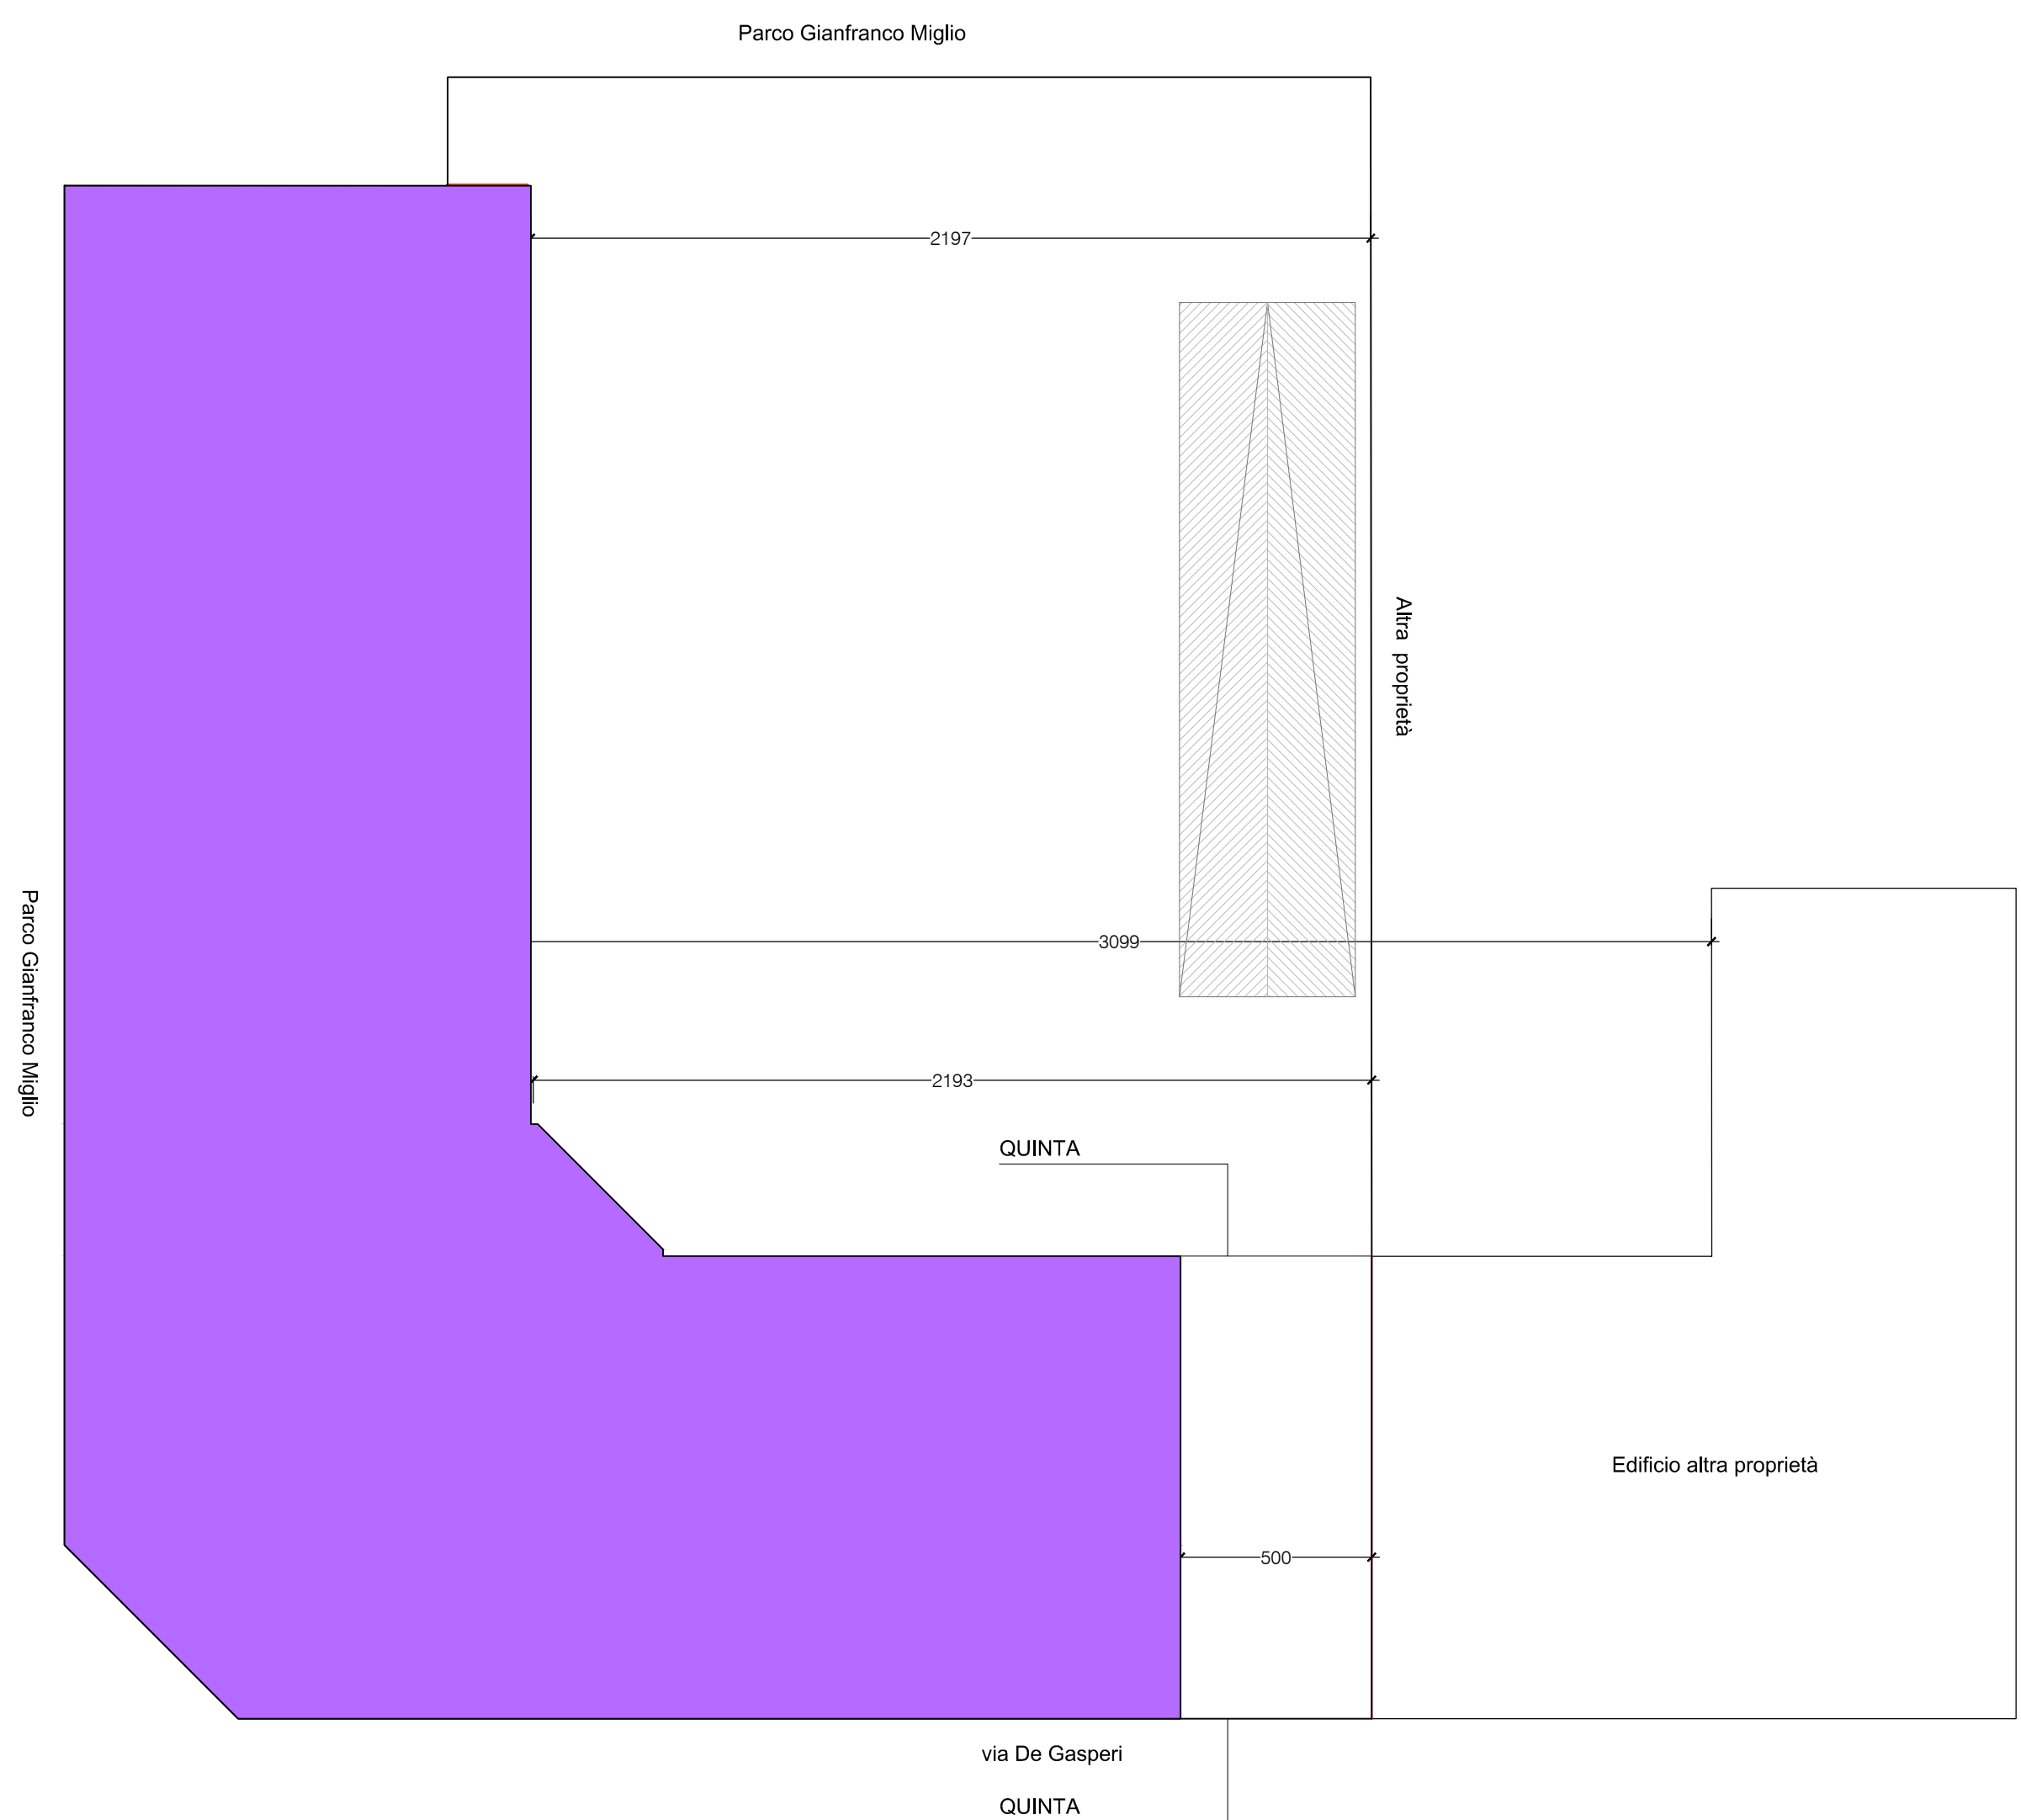 Parco Gianfranco Miglio
2197
Altra proprietà
Parco Gianfranco Miglio
3099
2193
QUINTA
Edificio altra proprietà
500
via De Gasperi
QUINTA